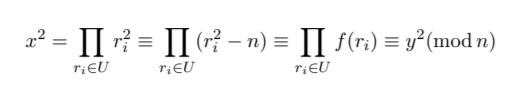 x² = ∏_{r_i∈U} r_i² ≡ ∏_{r_i∈U} (r_i² − n) ≡ ∏_{r_i∈U} f(r_i) ≡ y² (mod n)